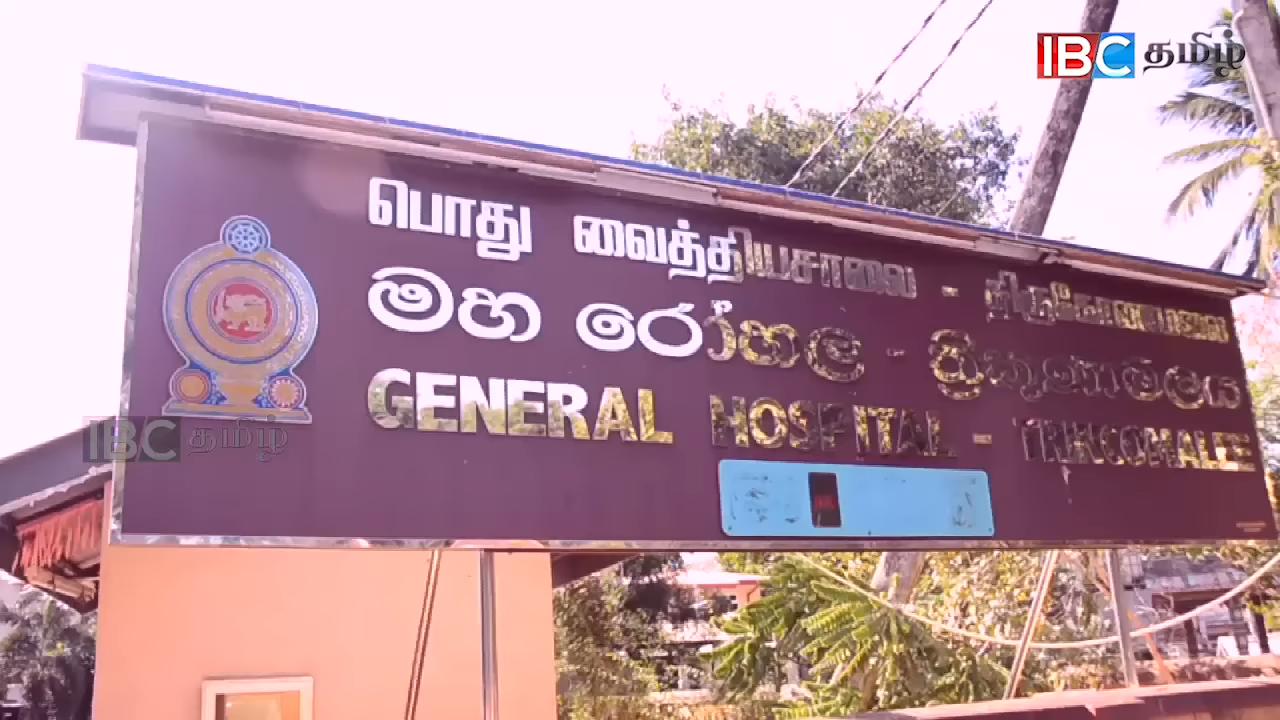 IBC தமிழ்
பொது வைத்தியசாலை - திருகோணமலை
මහ රෝහල - ත්‍රිකුණාමලය
GENERAL HOSPITAL - TRINCOMALEE
IBC தமிழ்